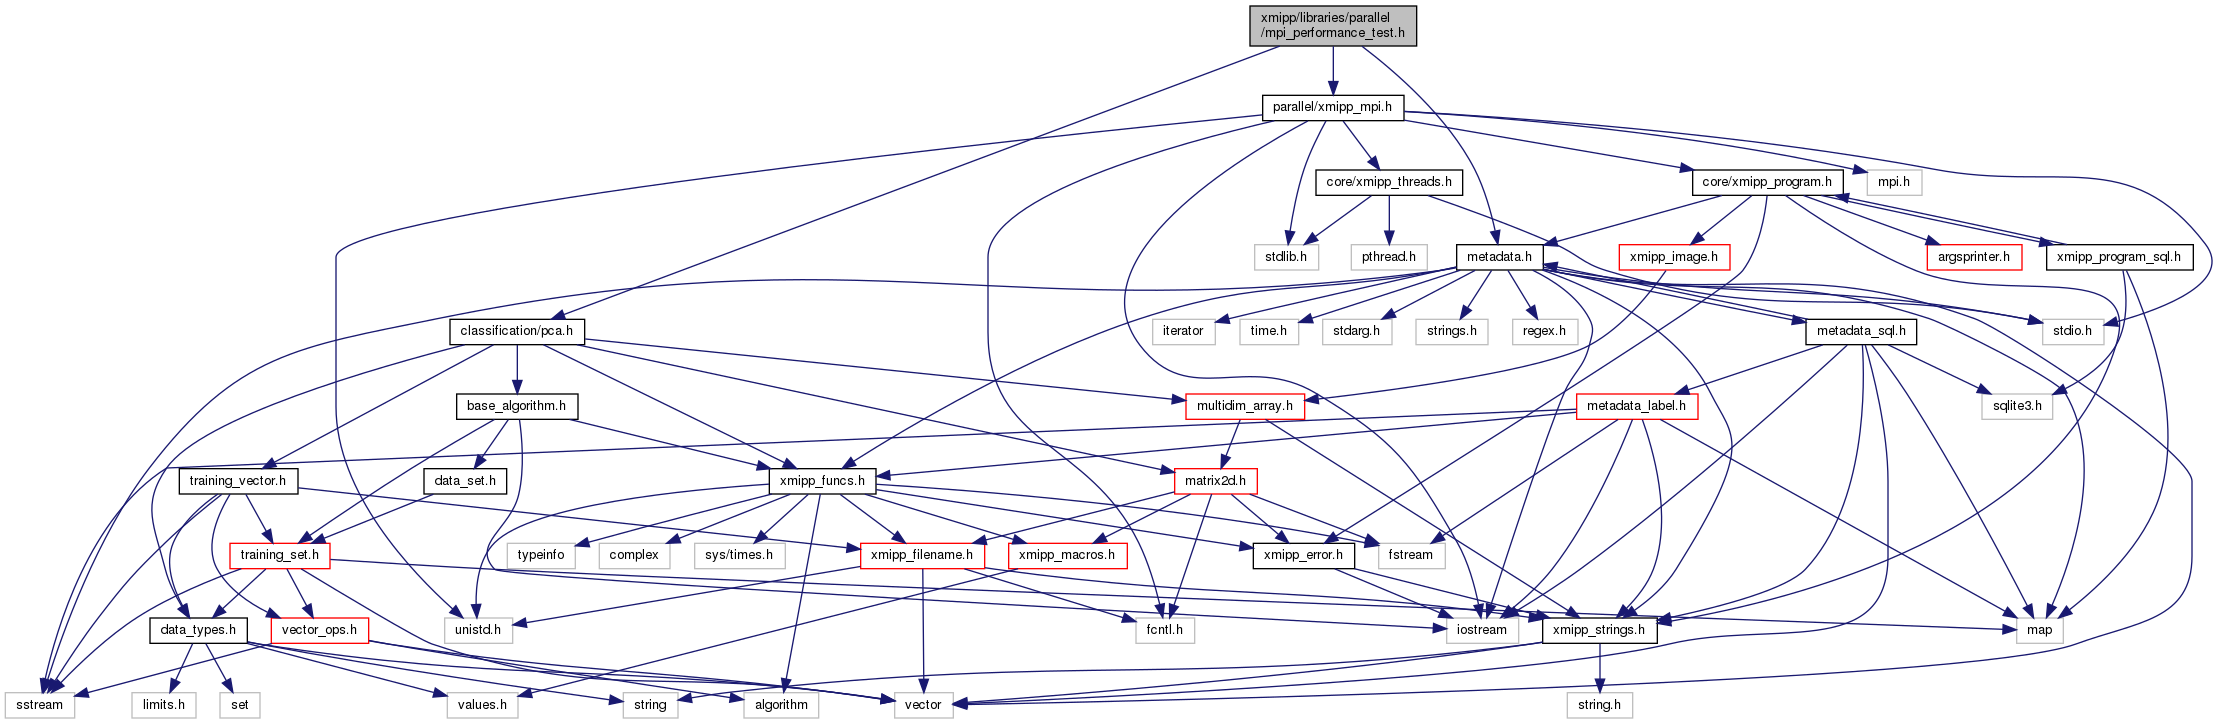 xmipp/libraries/parallel
/mpi_performance_test.h
parallel/xmipp_mpi.h
core/xmipp_threads.h
core/xmipp_program.h
mpi.h
stdlib.h
pthread.h
metadata.h
xmipp_image.h
argsprinter.h
xmipp_program_sql.h
classification/pca.h
iterator
time.h
stdarg.h
strings.h
regex.h
metadata_sql.h
stdio.h
base_algorithm.h
multidim_array.h
metadata_label.h
sqlite3.h
training_vector.h
data_set.h
xmipp_funcs.h
matrix2d.h
training_set.h
typeinfo
complex
sys/times.h
xmipp_filename.h
xmipp_macros.h
xmipp_error.h
fstream
data_types.h
vector_ops.h
unistd.h
fcntl.h
iostream
xmipp_strings.h
map
sstream
limits.h
set
values.h
string
algorithm
vector
string.h